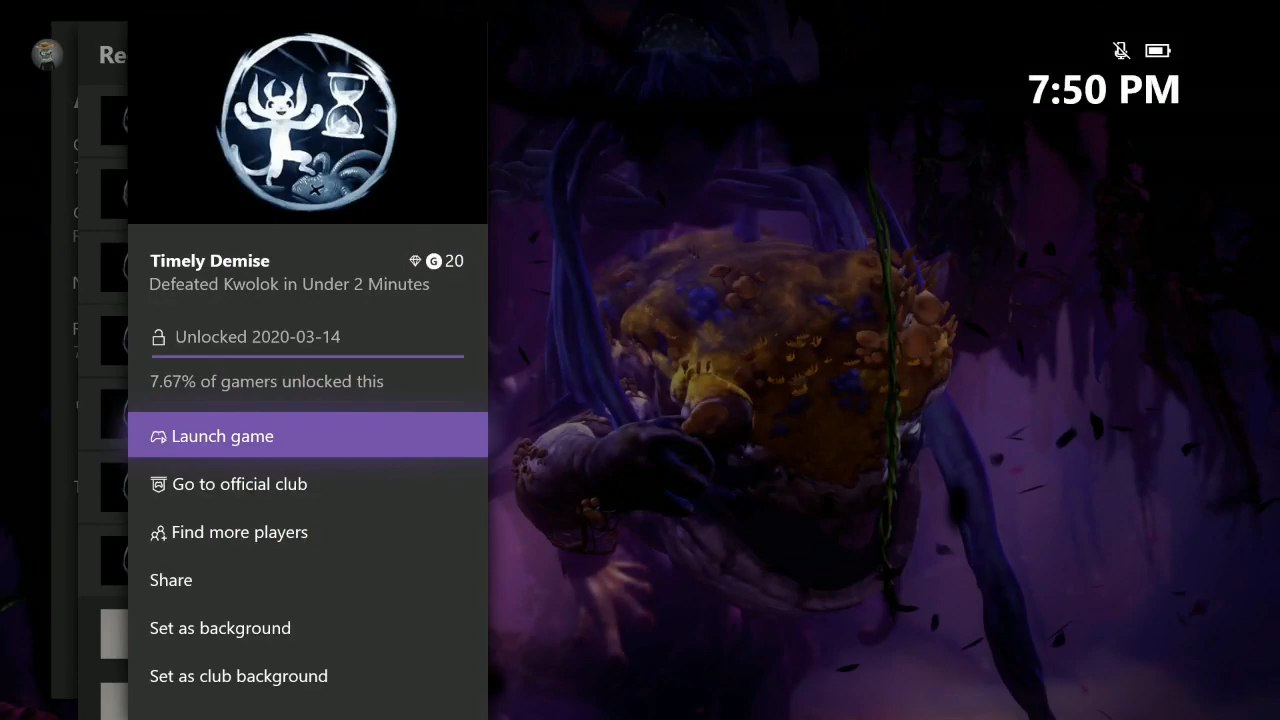 Re
7:50 PM
Timely Demise
G 20
Defeated Kwolok in Under 2 Minutes
Unlocked 2020-03-14
7.67% of gamers unlocked this
Launch game
Go to official club
Find more players
Share
Set as background
Set as club background